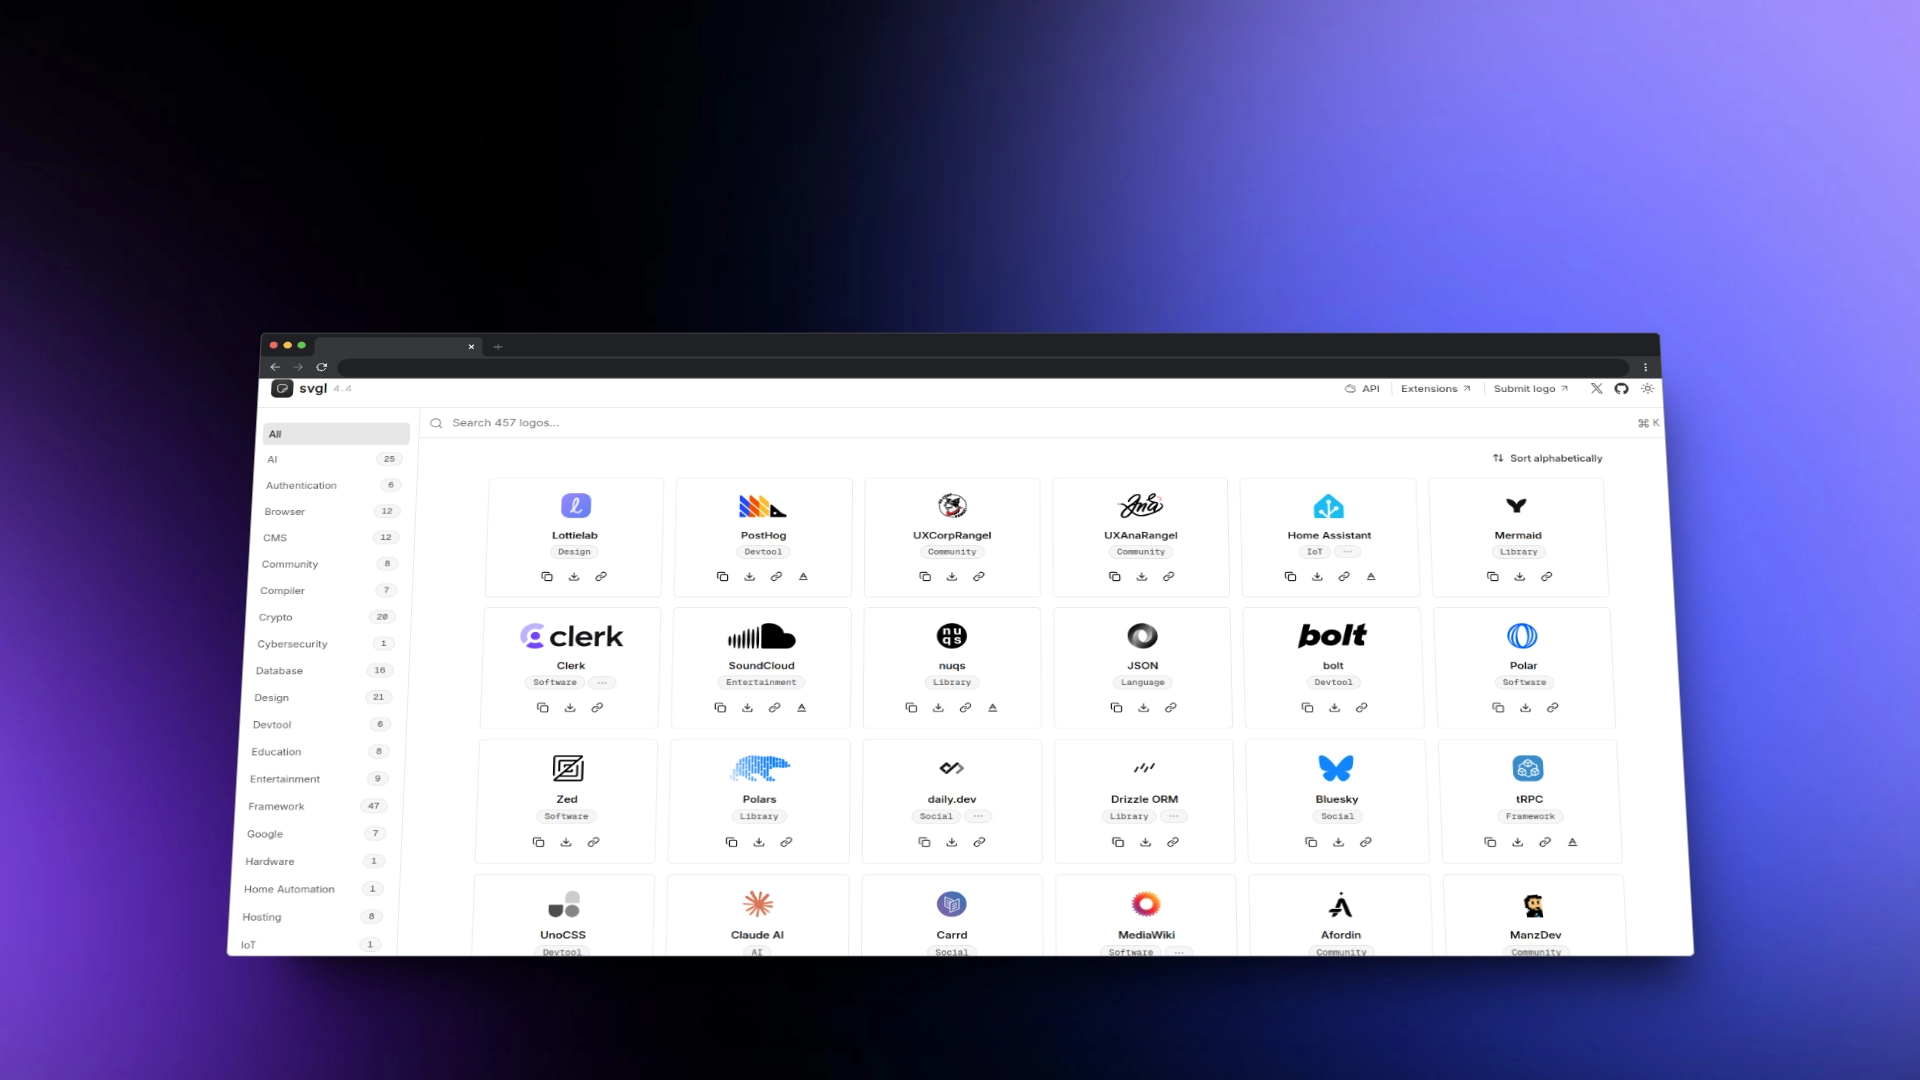 svgl 4.4
API
Extensions
Submit logo
Search 457 logos...
⌘ K
All
AI 25
Authentication 6
Browser 12
CMS 12
Community 8
Compiler 7
Crypto 20
Cybersecurity 1
Database 16
Design 21
Devtool 6
Education 8
Entertainment 9
Framework 47
Google 7
Hardware 1
Home Automation 1
Hosting 8
IoT 1
Sort alphabetically
Lottielab
Design
PostHog
Devtool
UXCorpRangel
Community
Ana
UXAnaRangel
Community
Home Assistant
IoT ...
Mermaid
Library
clerk
Clerk
Software ...
SoundCloud
Entertainment
nuqs
nuqs
Library
JSON
Language
bolt
bolt
Devtool
Polar
Software
Zed
Software
Polars
Library
daily.dev
Social ...
Drizzle ORM
Library ...
Bluesky
Social
tRPC
Framework
UnoCSS
Devtool
Claude AI
AI
Carrd
Social
MediaWiki
Software ...
Afordin
Community
ManzDev
Community